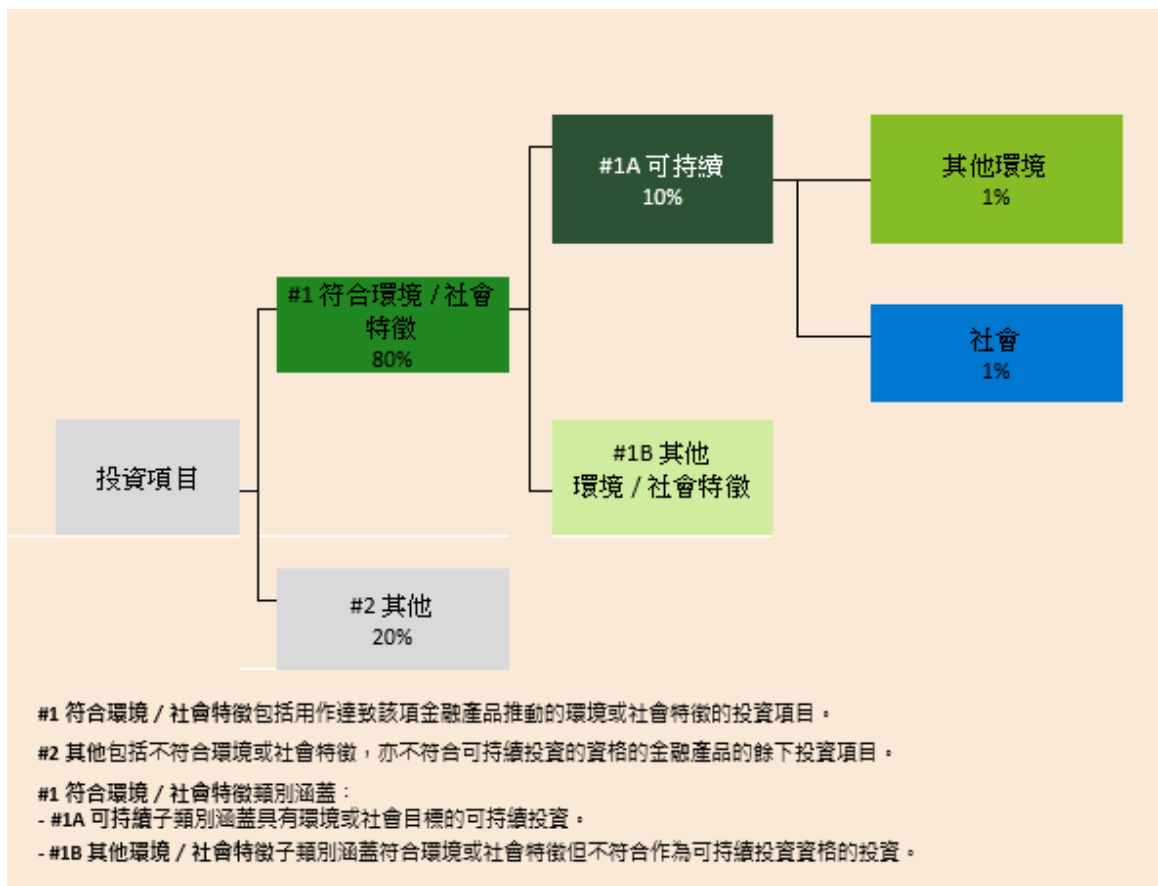 #1A 可持續
10%
其他環境
1%
#1 符合環境 / 社會
特徵
80%
社會
1%
投資項目
#1B 其他
環境 / 社會特徵
#2 其他
20%
#1 符合環境 / 社會特徵包括用作達致該項金融產品推動的環境或社會特徵的投資項目。
#2 其他包括不符合環境或社會特徵，亦不符合可持續投資的資格的金融產品的餘下投資項目。
#1 符合環境 / 社會特徵類別涵蓋：
- #1A 可持續子類別涵蓋具有環境或社會目標的可持續投資。
- #1B 其他環境 / 社會特徵子類別涵蓋符合環境或社會特徵但不符合作為可持續投資資格的投資。